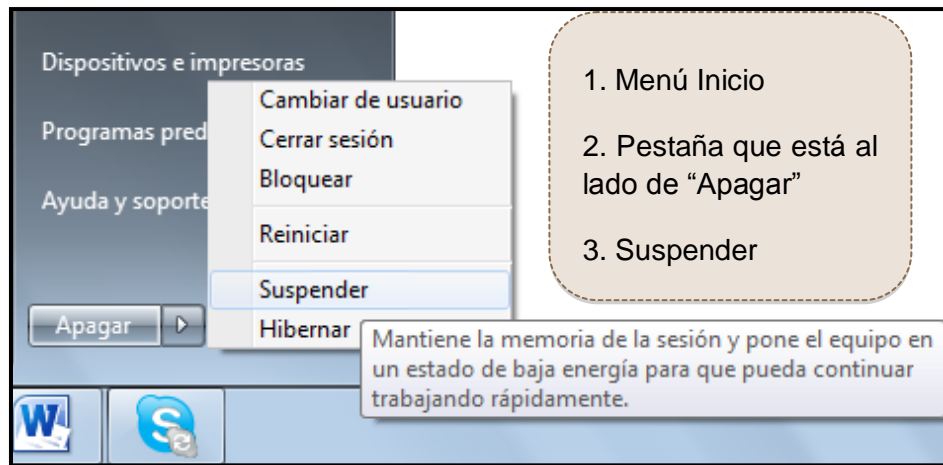 Dispositivos e impresoras
Programas pred
Ayuda y soporte
Apagar
Cambiar de usuario
Cerrar sesión
Bloquear
Reiniciar
Suspender
Hibernar
Mantiene la memoria de la sesión y pone el equipo en
un estado de baja energía para que pueda continuar
trabajando rápidamente.
1. Menú Inicio
2. Pestaña que está al
lado de “Apagar”
3. Suspender
W
S